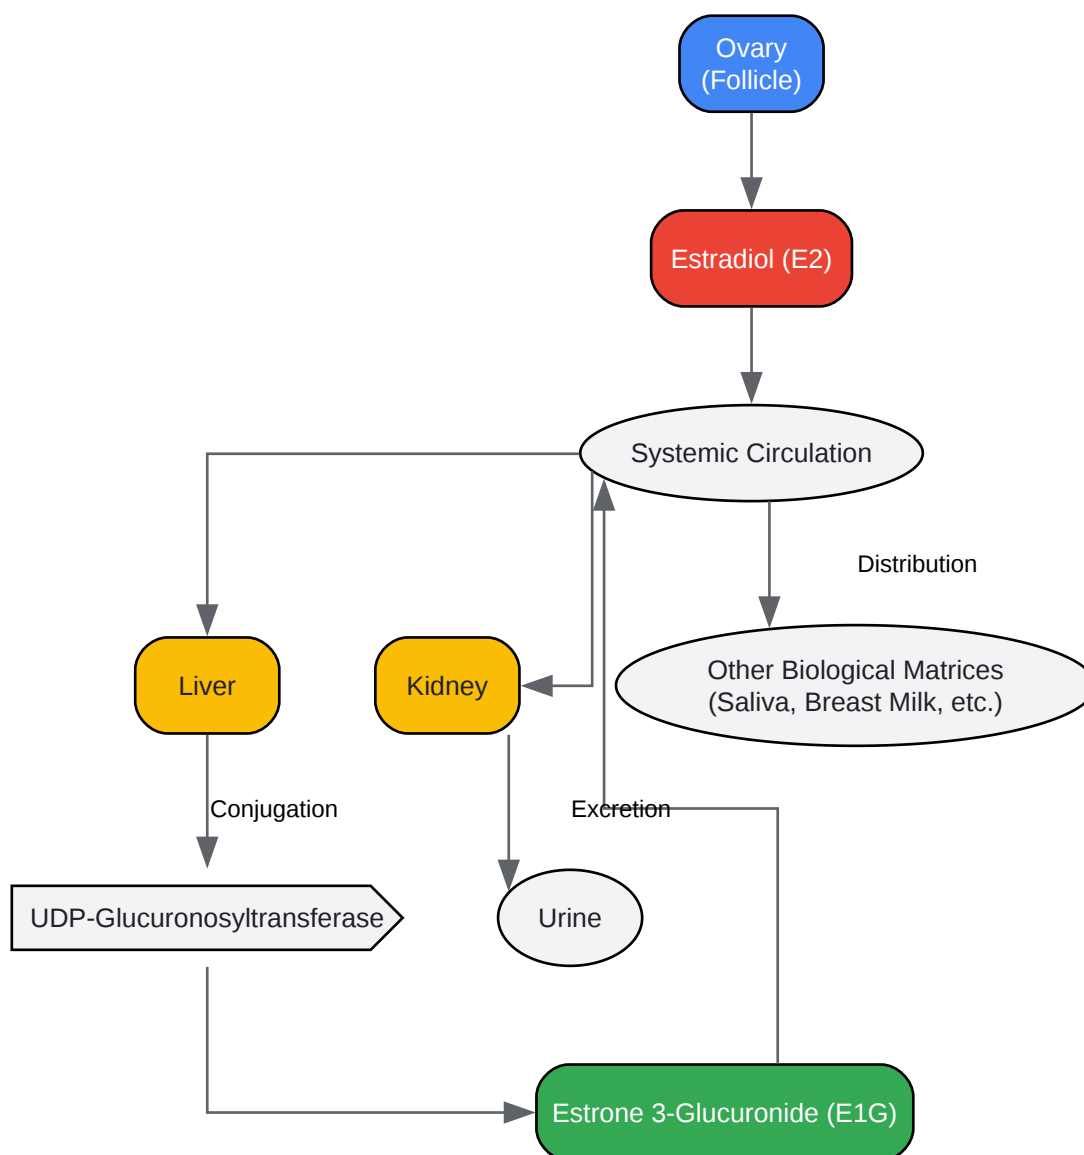 Ovary
(Follicle)
Estradiol (E2)
Systemic Circulation
Distribution
Liver
Kidney
Other Biological Matrices
(Saliva, Breast Milk, etc.)
Conjugation
Excretion
UDP-Glucuronosyltransferase
Urine
Estrone 3-Glucuronide (E1G)